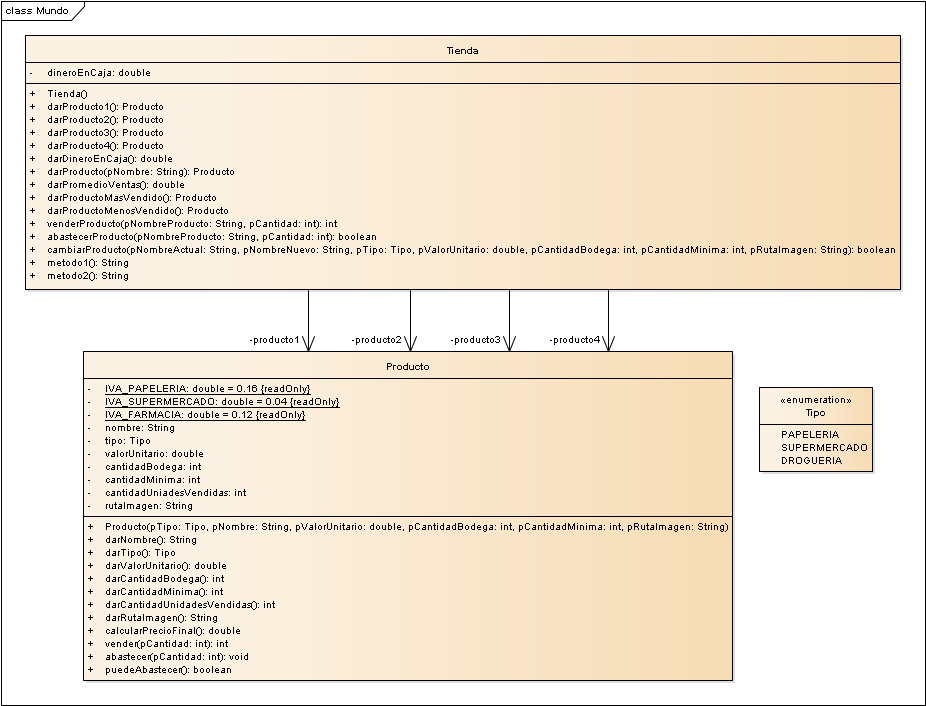 class Mundo
Tienda
- dineroEnCaja: double
+ Tienda()
+ darProducto1(): Producto
+ darProducto2(): Producto
+ darProducto3(): Producto
+ darProducto4(): Producto
+ darDineroEnCaja(): double
+ darProducto(pNombre: String): Producto
+ darPromedioVentas(): double
+ darProductoMasVendido(): Producto
+ darProductoMenosVendido(): Producto
+ venderProducto(pNombreProducto: String, pCantidad: int): int
+ abastecerProducto(pNombreProducto: String, pCantidad: int): boolean
+ cambiarProducto(pNombreActual: String, pNombreNuevo: String, pTipo: Tipo, pValorUnitario: double, pCantidadBodega: int, pCantidadMinima: int, pRutaImagen: String): boolean
+ metodo1(): String
+ metodo2(): String
-producto1 -producto2 -producto3 -producto4
Producto
- IVA_PAPELERIA: double = 0.16 {readOnly}
- IVA_SUPERMERCADO: double = 0.04 {readOnly}
- IVA_FARMACIA: double = 0.12 {readOnly}
- nombre: String
- tipo: Tipo
- valorUnitario: double
- cantidadBodega: int
- cantidadMinima: int
- cantidadUniadesVendidas: int
- rutaImagen: String
+ Producto(pTipo: Tipo, pNombre: String, pValorUnitario: double, pCantidadBodega: int, pCantidadMinima: int, pRutaImagen: String)
+ darNombre(): String
+ darTipo(): Tipo
+ darValorUnitario(): double
+ darCantidadBodega(): int
+ darCantidadMinima(): int
+ darCantidadUnidadesVendidas(): int
+ darRutaImagen(): String
+ calcularPrecioFinal(): double
+ vender(pCantidad: int): int
+ abastecer(pCantidad: int): void
+ puedeAbastecer(): boolean
«enumeration»
Tipo
PAPELERIA
SUPERMERCADO
DROGUERIA